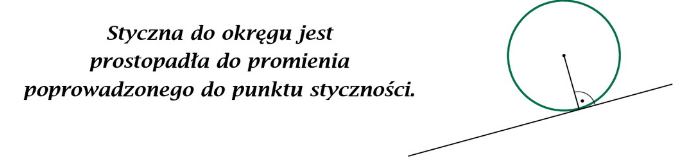 Styczna do okręgu jest
prostopadła do promienia
poprowadzonego do punktu styczności.